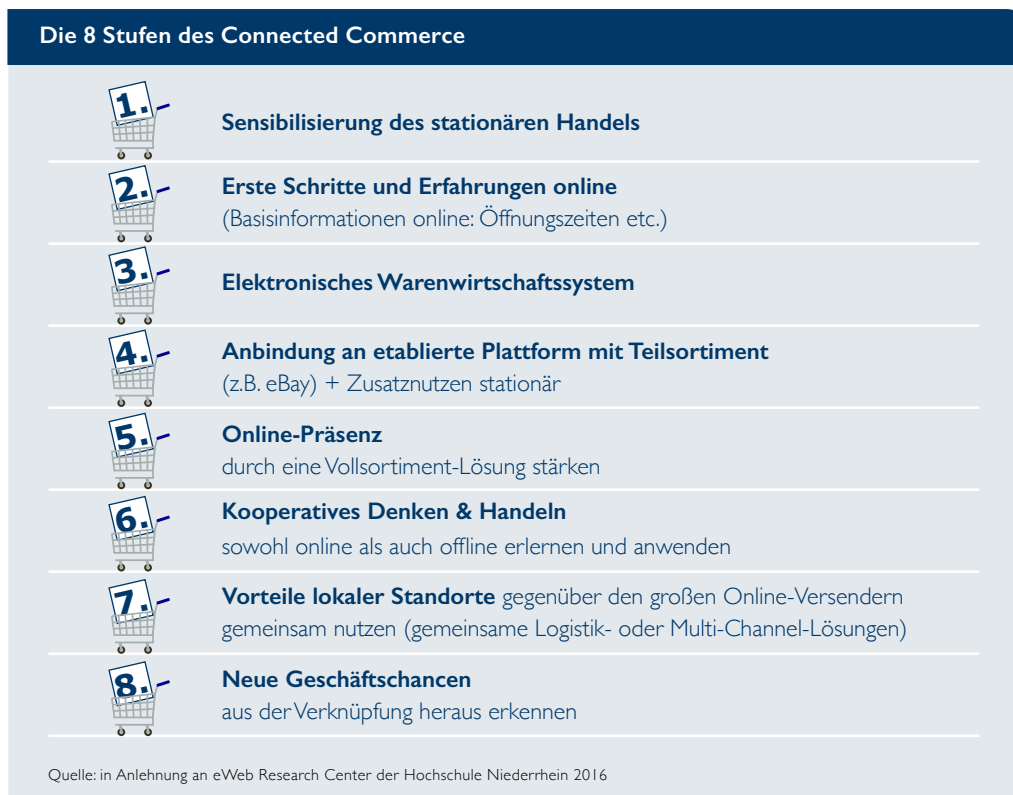 Die 8 Stufen des Connected Commerce
1.
Sensibilisierung des stationären Handels
2.
Erste Schritte und Erfahrungen online
(Basisinformationen online: Öffnungszeiten etc.)
3.
Elektronisches Warenwirtschaftssystem
4.
Anbindung an etablierte Plattform mit Teilsortiment
(z.B. eBay) + Zusatznutzen stationär
5.
Online-Präsenz
durch eine Vollsortiment-Lösung stärken
6.
Kooperatives Denken & Handeln
sowohl online als auch offline erlernen und anwenden
7.
Vorteile lokaler Standorte gegenüber den großen Online-Versendern
gemeinsam nutzen (gemeinsame Logistik- oder Multi-Channel-Lösungen)
8.
Neue Geschäftschancen
aus der Verknüpfung heraus erkennen
Quelle: in Anlehnung an eWeb Research Center der Hochschule Niederrhein 2016